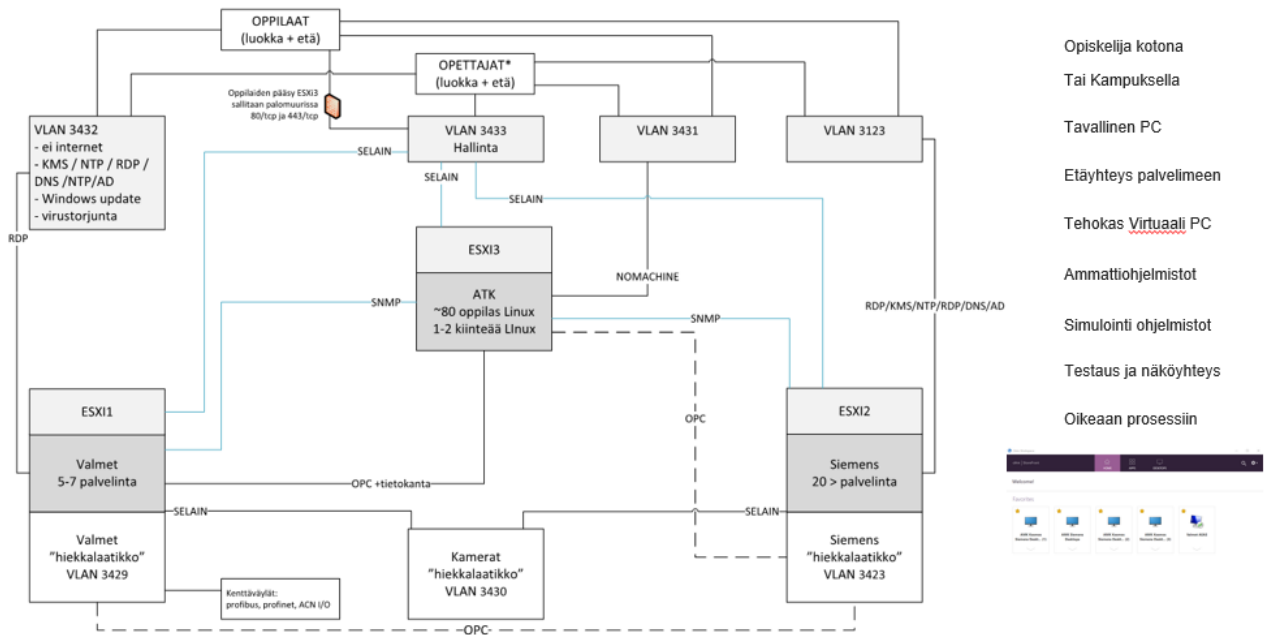 OPPILAAT
(luokka + etä)
OPETTAJAT*
(luokka + etä)
Oppilaiden pääsy ESXi3
sallitaan palomuurissa
80/tcp ja 443/tcp
VLAN 3432
- ei internet
- KMS / NTP / RDP /
DNS /NTP/AD
- Windows update
- virustorjunta
VLAN 3433
Hallinta
VLAN 3431
VLAN 3123
SELAIN
SELAIN
SELAIN
RDP
ESXI3
ATK
~80 oppilas Linux
1-2 kiinteää LInux
NOMACHINE
RDP/KMS/NTP/RDP/DNS/AD
SNMP
SNMP
ESXI1
Valmet
5-7 palvelinta
Valmet
"hiekkalaatikko"
VLAN 3429
OPC
ESXI2
Siemens
20 > palvelinta
Siemens
"hiekkalaatikko"
VLAN 3423
OPC +tietokanta
SELAIN
SELAIN
Kamerat
"hiekkalaatikko"
VLAN 3430
Kenttäväylät:
profibus, profinet, ACN I/O
OPC
Opiskelija kotona
Tai Kampuksella
Tavallinen PC
Etäyhteys palvelimeen
Tehokas Virtuaali PC
Ammattiohjelmistot
Simulointi ohjelmistot
Testaus ja näköyhteys
Oikeaan prosessiin
Welcome!
Favorites